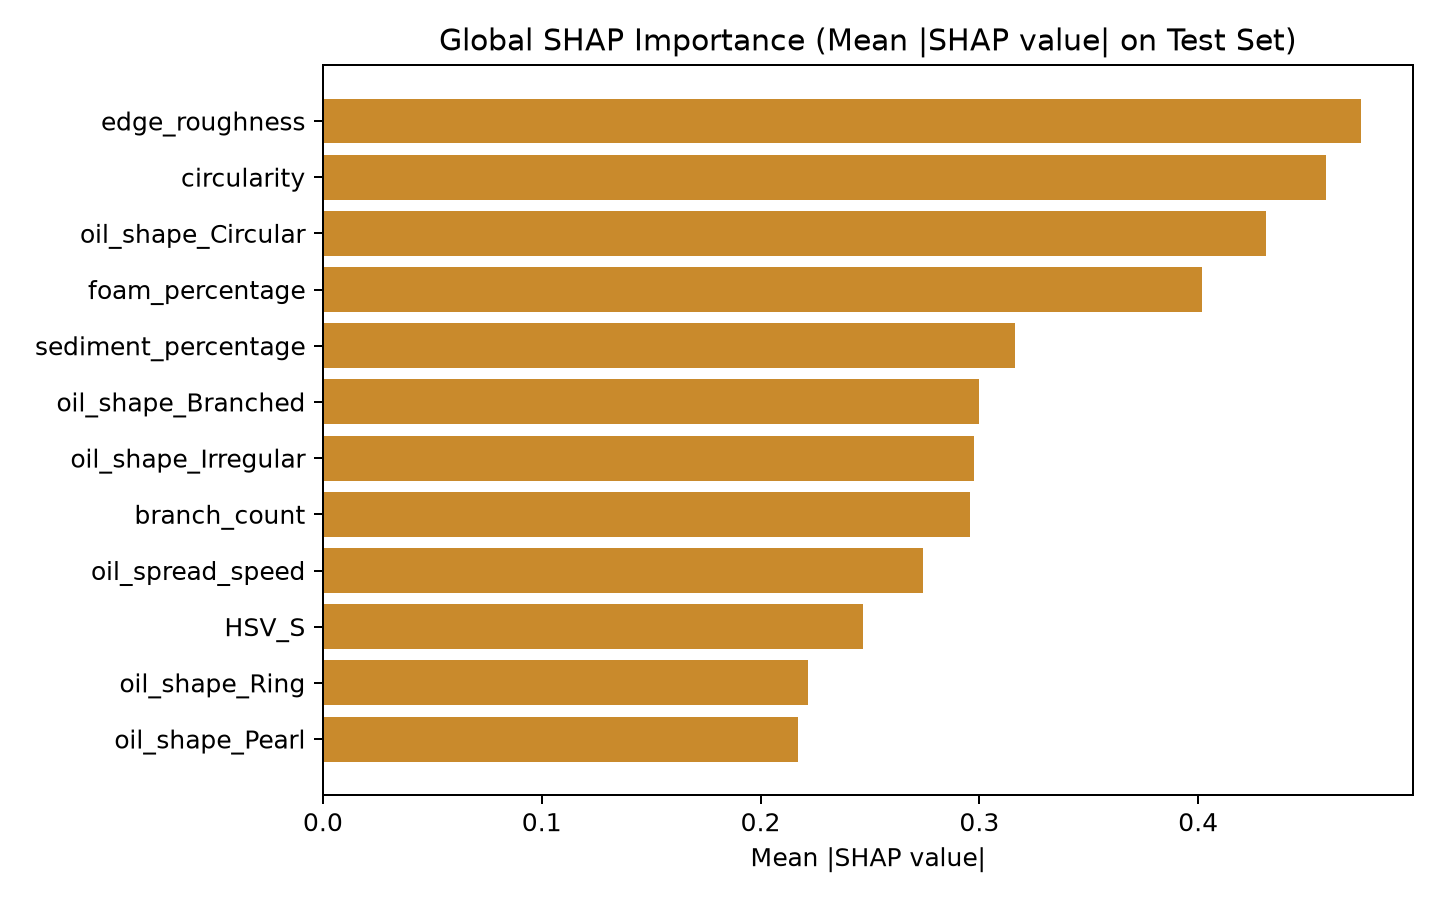 Global SHAP Importance (Mean |SHAP value| on Test Set)
edge_roughness
circularity
oil_shape_Circular
foam_percentage
sediment_percentage
oil_shape_Branched
oil_shape_Irregular
branch_count
oil_spread_speed
HSV_S
oil_shape_Ring
oil_shape_Pearl
0.0 0.1 0.2 0.3 0.4
Mean |SHAP value|